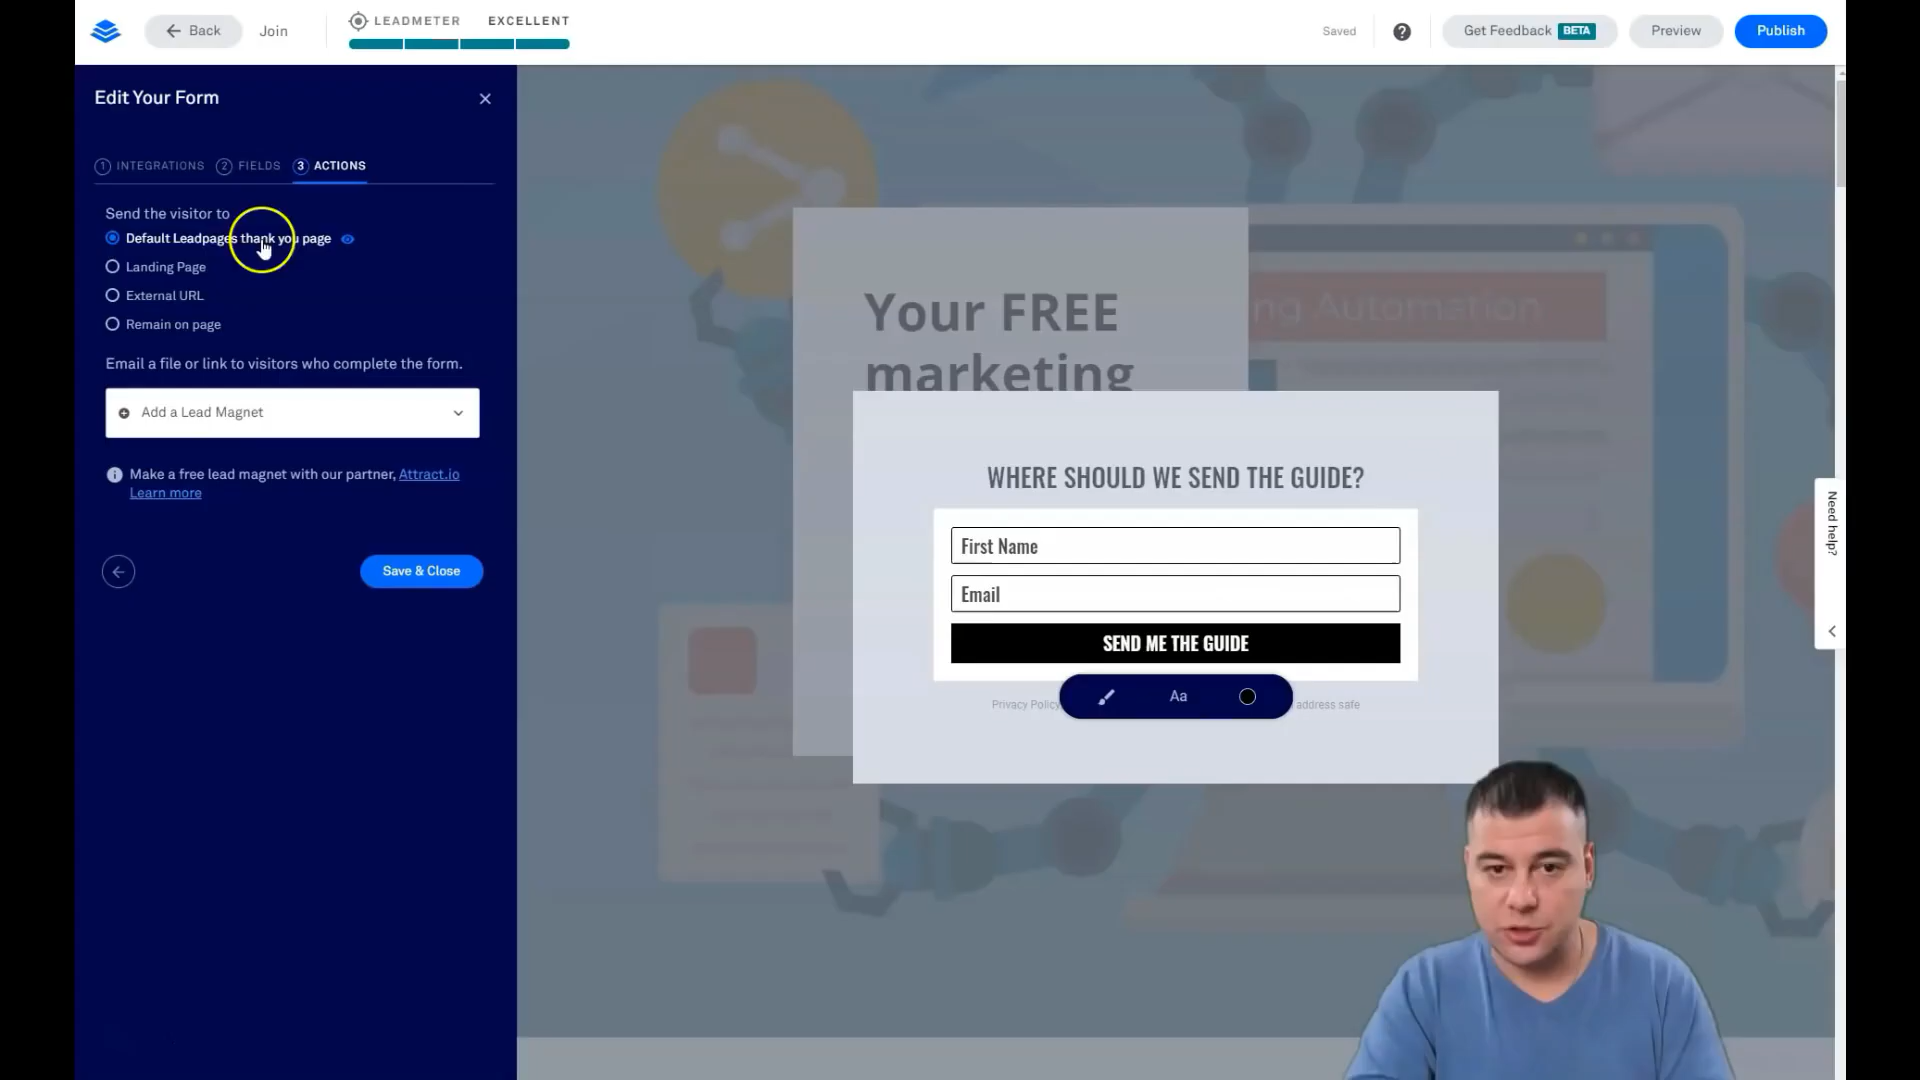 Back
Join
LEADMETER EXCELLENT
Saved
?
Get Feedback BETA
Preview
Publish
Edit Your Form
1 INTEGRATIONS 2 FIELDS 3 ACTIONS
Send the visitor to
Default Leadpages thank you page
Landing Page
External URL
Remain on page
Email a file or link to visitors who complete the form.
Add a Lead Magnet
Make a free lead magnet with our partner, Attract.io
Learn more
Save & Close
Your FREE
marketing
ng Automation
WHERE SHOULD WE SEND THE GUIDE?
First Name
Email
SEND ME THE GUIDE
Privacy Policy
address safe
Aa
Need help?